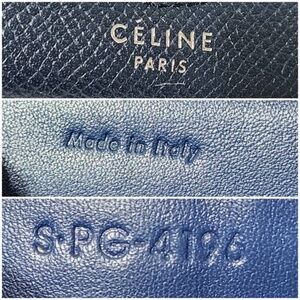 CÉLINE
PARIS
Made in Italy
S·PG-4196